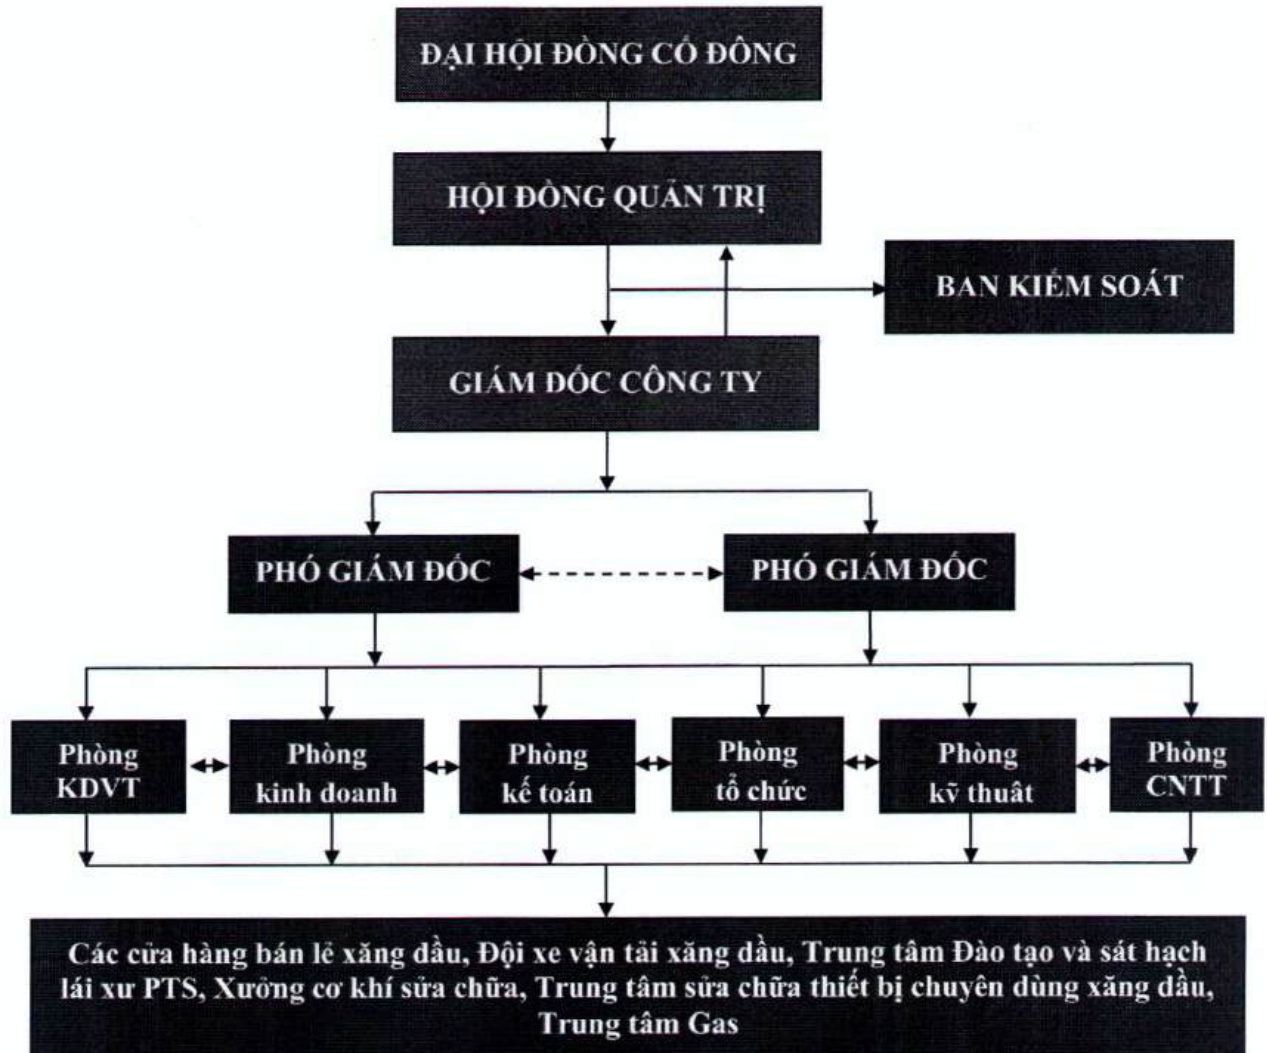 ĐẠI HỘI ĐỒNG CỔ ĐÔNG
HỘI ĐỒNG QUẢN TRỊ
BAN KIỂM SOÁT
GIÁM ĐỐC CÔNG TY
PHÓ GIÁM ĐỐC
PHÓ GIÁM ĐỐC
Phòng
KDVT
Phòng
kinh doanh
Phòng
kế toán
Phòng
tổ chức
Phòng
kỹ thuât
Phòng
CNTT
Các cửa hàng bán lẻ xăng dầu, Đội xe vận tải xăng dầu, Trung tâm Đào tạo và sát hạch
lái xư PTS, Xưởng cơ khí sửa chữa, Trung tâm sửa chữa thiết bị chuyên dùng xăng dầu,
Trung tâm Gas